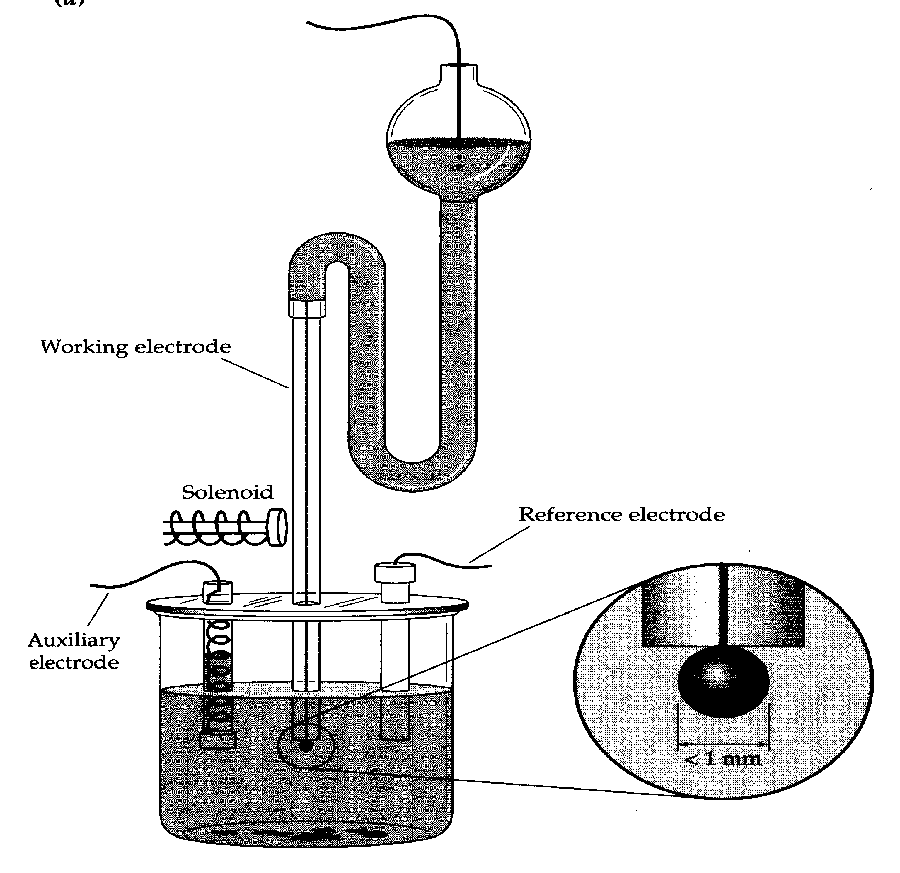 (a)
Working electrode
Solenoid
Reference electrode
Auxiliary
electrode
< 1 mm